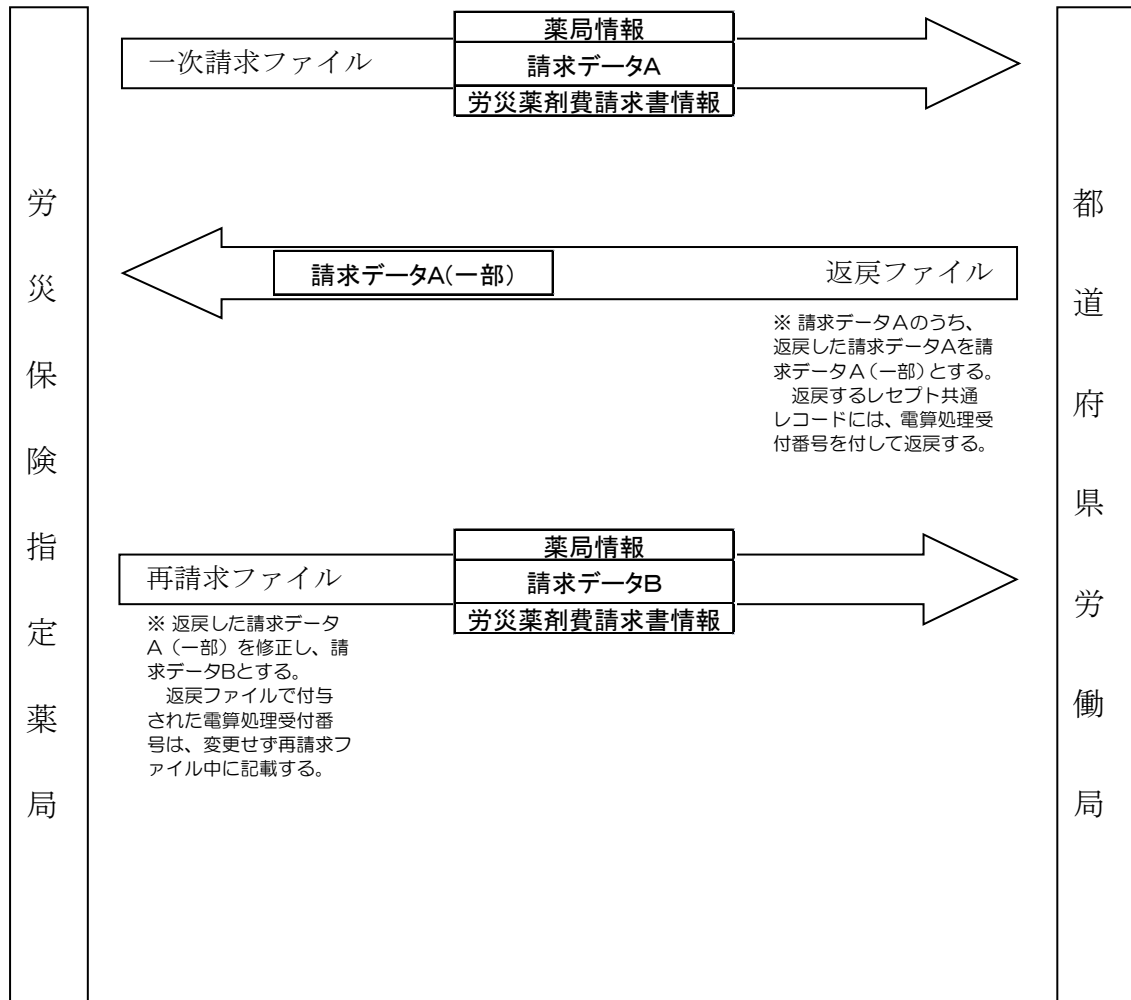 労災保険指定薬局
一次請求ファイル
薬局情報
請求データA
労災薬剤費請求書情報
都道府県労働局
請求データA(一部)
返戻ファイル
※ 請求データAのうち、
返戻した請求データAを請
求データA(一部)とする。
返戻するレセプト共通
レコードには、電算処理受
付番号を付して返戻する。
再請求ファイル
薬局情報
請求データB
労災薬剤費請求書情報
※ 返戻した請求データ
A(一部)を修正し、請
求データBとする。
返戻ファイルで付与
された電算処理受付番
号は、変更せず再請求フ
ァイル中に記載する。